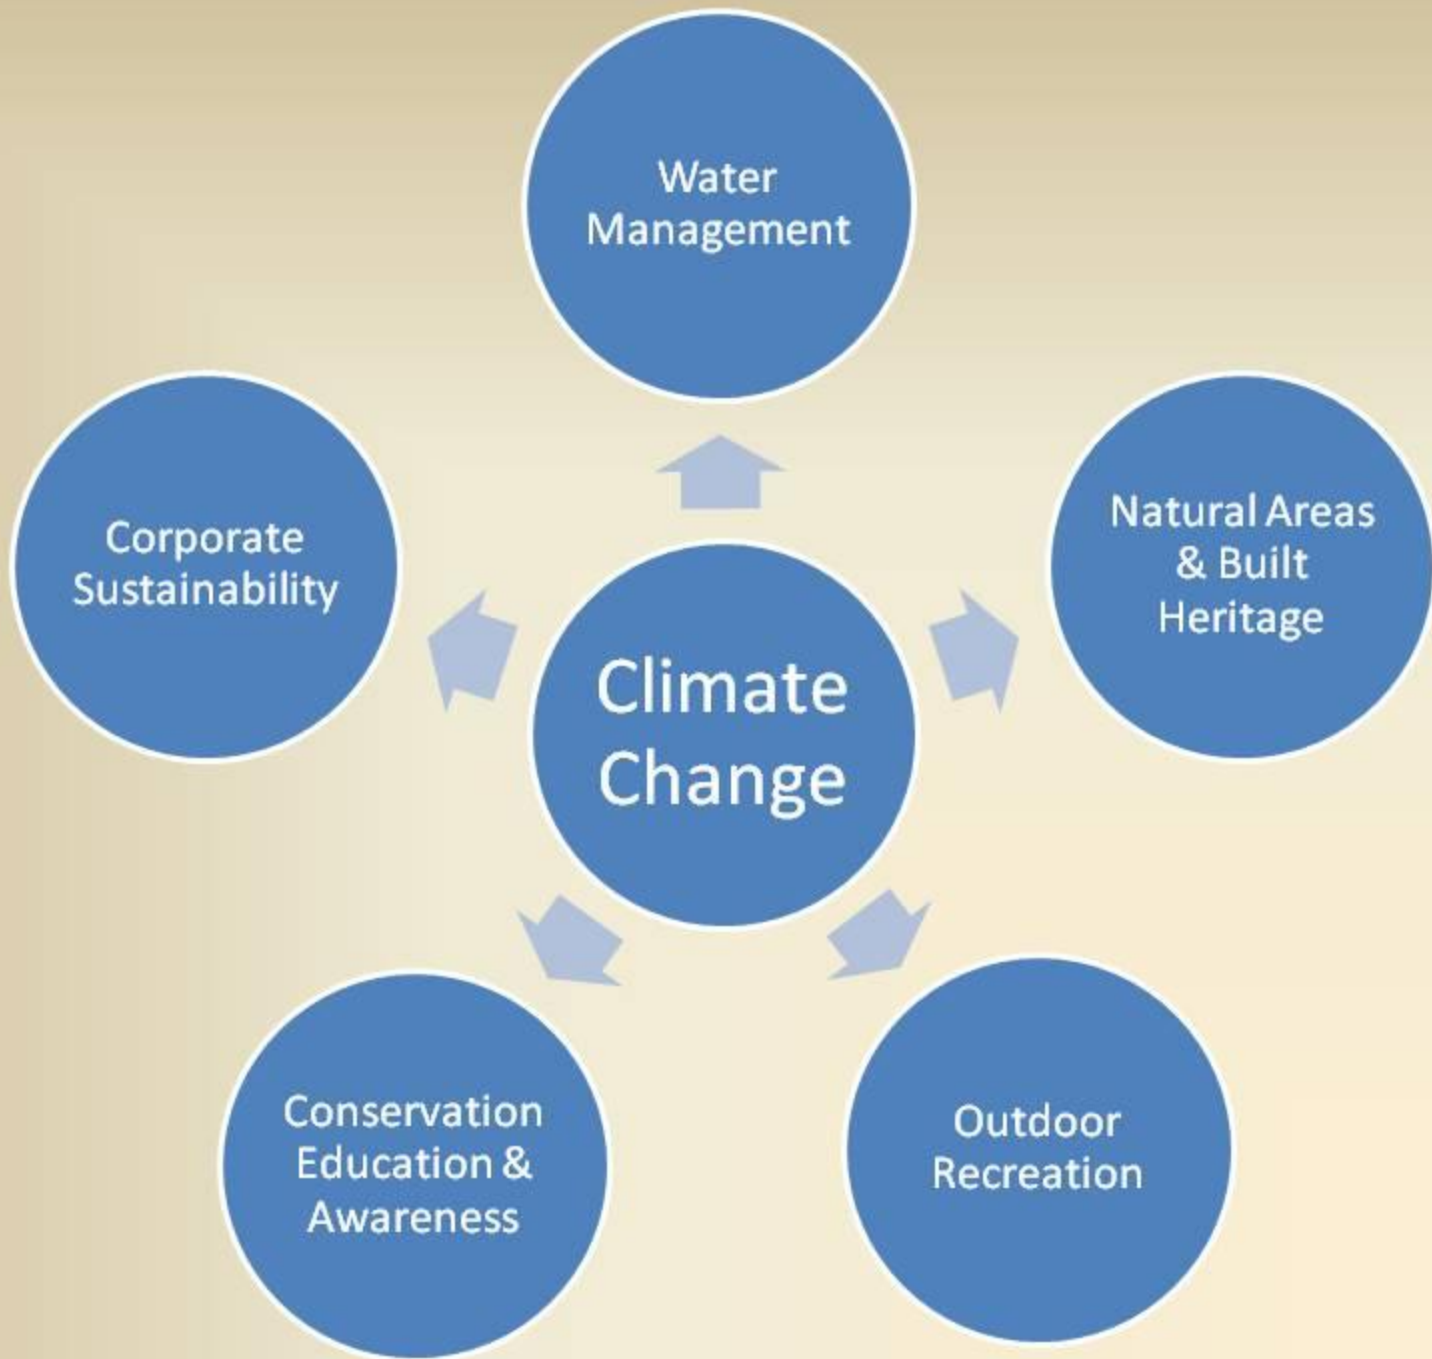 Water
Management
Natural Areas
& Built
Heritage
Outdoor
Recreation
Conservation
Education &
Awareness
Corporate
Sustainability
Climate
Change